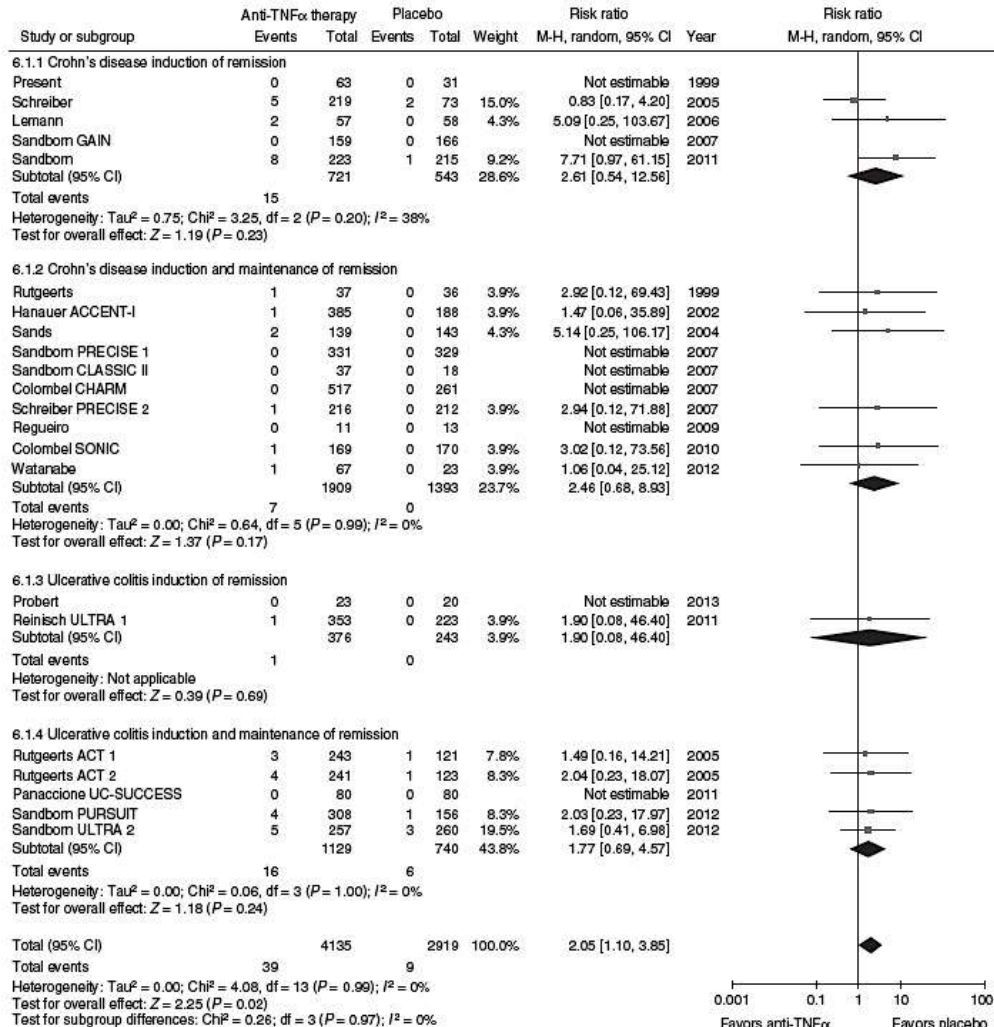 Anti-TNFα therapy Placebo Risk ratio Risk ratio
Study or subgroup Events Total Events Total Weight M-H, random, 95% CI Year M-H, random, 95% CI
6.1.1 Crohn's disease induction of remission
Present 0 63 0 31 Not estimable 1999
Schreiber 5 219 2 73 15.0% 0.83 [0.17, 4.20] 2005
Lemann 2 57 0 58 4.3% 5.09 [0.25, 103.67] 2006
Sandborn GAIN 0 159 0 166 Not estimable 2007
Sandborn 8 223 1 215 9.2% 7.71 [0.97, 61.15] 2011
Subtotal (95% CI) 721 543 28.6% 2.61 [0.54, 12.56]
Total events 15
Heterogeneity: Tau² = 0.75; Chi² = 3.25, df = 2 (P = 0.20); I² = 38%
Test for overall effect: Z = 1.19 (P = 0.23)
6.1.2 Crohn's disease induction and maintenance of remission
Rutgeerts 1 37 0 36 3.9% 2.92 [0.12, 69.43] 1999
Hanauer ACCENT-I 1 385 0 188 3.9% 1.47 [0.06, 35.89] 2002
Sands 2 139 0 143 4.3% 5.14 [0.25, 106.17] 2004
Sandborn PRECISE 1 0 331 0 329 Not estimable 2007
Sandborn CLASSIC II 0 37 0 18 Not estimable 2007
Colombel CHARM 0 517 0 261 Not estimable 2007
Schreiber PRECISE 2 1 216 0 212 3.9% 2.94 [0.12, 71.88] 2007
Regueiro 0 11 0 13 Not estimable 2009
Colombel SONIC 1 169 0 170 3.9% 3.02 [0.12, 73.56] 2010
Watanabe 1 67 0 23 3.9% 1.06 [0.04, 25.12] 2012
Subtotal (95% CI) 1909 1393 23.7% 2.46 [0.68, 8.93]
Total events 7 0
Heterogeneity: Tau² = 0.00; Chi² = 0.64, df = 5 (P = 0.99); I² = 0%
Test for overall effect: Z = 1.37 (P = 0.17)
6.1.3 Ulcerative colitis induction of remission
Probert 0 23 0 20 Not estimable 2013
Reinisch ULTRA 1 1 353 0 223 3.9% 1.90 [0.08, 46.40] 2011
Subtotal (95% CI) 376 243 3.9% 1.90 [0.08, 46.40]
Total events 1 0
Heterogeneity: Not applicable
Test for overall effect: Z = 0.39 (P = 0.69)
6.1.4 Ulcerative colitis induction and maintenance of remission
Rutgeerts ACT 1 3 243 1 121 7.8% 1.49 [0.16, 14.21] 2005
Rutgeerts ACT 2 4 241 1 123 8.3% 2.04 [0.23, 18.07] 2005
Panaccione UC-SUCCESS 0 80 0 80 Not estimable 2011
Sandborn PURSUIT 4 308 1 156 8.3% 2.03 [0.23, 17.97] 2012
Sandborn ULTRA 2 5 257 3 260 19.5% 1.69 [0.41, 6.98] 2012
Subtotal (95% CI) 1129 740 43.8% 1.77 [0.69, 4.57]
Total events 16 6
Heterogeneity: Tau² = 0.00; Chi² = 0.06, df = 3 (P = 1.00); I² = 0%
Test for overall effect: Z = 1.18 (P = 0.24)
Total (95% CI) 4135 2919 100.0% 2.05 [1.10, 3.85]
Total events 39 9
Heterogeneity: Tau² = 0.00; Chi² = 4.08, df = 13 (P = 0.99); I² = 0%
Test for overall effect: Z = 2.25 (P = 0.02) 0.001 0.1 1 10 100
Test for subgroup differences: Chi² = 0.26; df = 3 (P = 0.97); I² = 0% Favors anti-TNFα Favors placebo